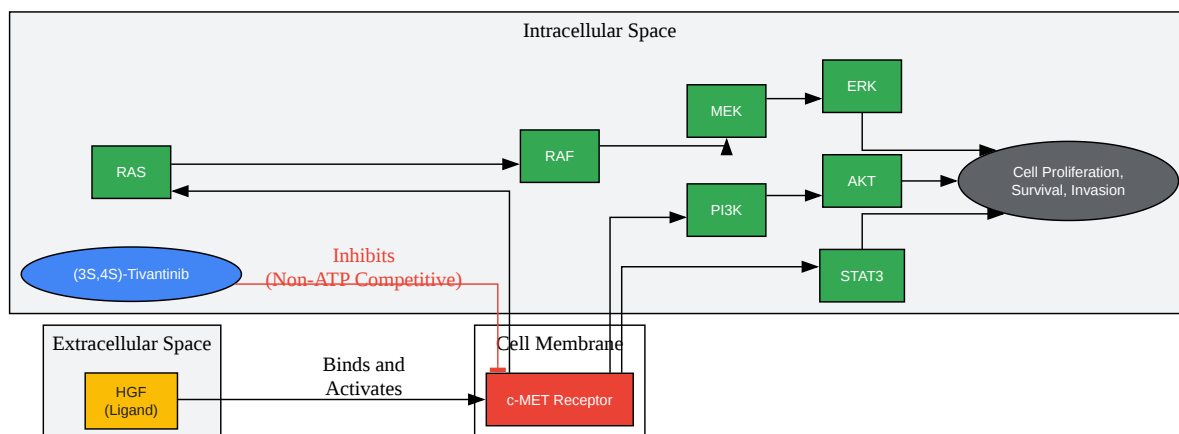 Intracellular Space
ERK
MEK
RAF
RAS
Cell Proliferation,
Survival, Invasion
AKT
PI3K
Inhibits
(Non-ATP Competitive)
(3S,4S)-Tivantinib
STAT3
Extracellular Space
Cell Membrane
Binds and
Activates
HGF
(Ligand)
c-MET Receptor